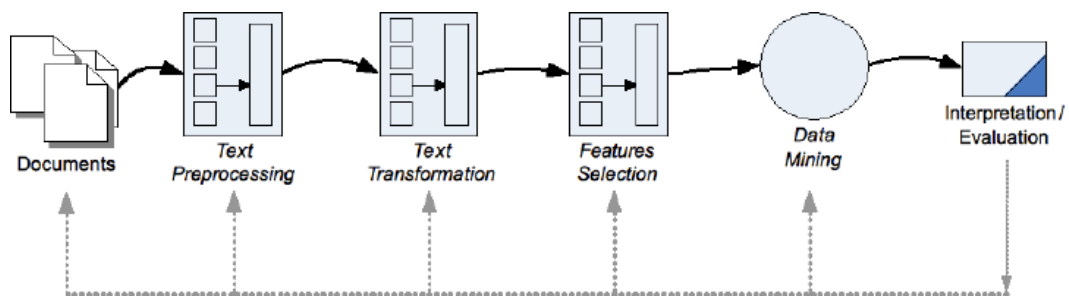 Documents
Text
Preprocessing
Text
Transformation
Features
Selection
Data
Mining
Interpretation /
Evaluation